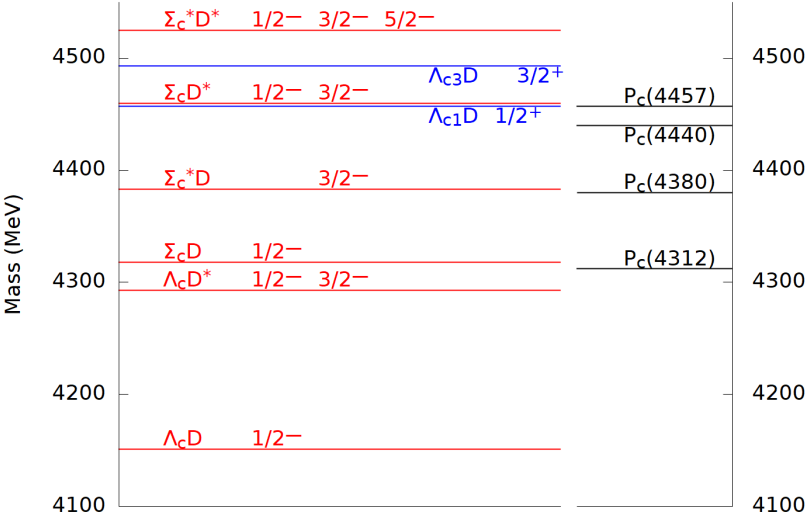 Σc*D* 1/2− 3/2− 5/2−
4500 4500
Λc3D 3/2+
ΣcD* 1/2− 3/2−
Pc(4457)
Λc1D 1/2+
Pc(4440)
4400 4400
Σc*D 3/2−
Pc(4380)
ΣcD 1/2−
Pc(4312)
ΛcD* 1/2− 3/2−
4300 4300
Mass (MeV)
4200 4200
ΛcD 1/2−
4100 4100